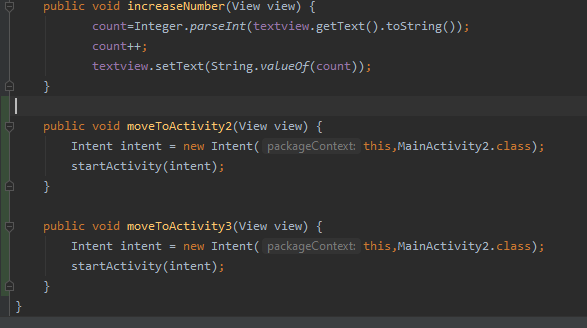 public void increaseNumber(View view) {
count=Integer.parseInt(textview.getText().toString());
count++;
textview.setText(String.valueOf(count));
}
public void moveToActivity2(View view) {
Intent intent = new Intent( packageContext: this,MainActivity2.class);
startActivity(intent);
}
public void moveToActivity3(View view) {
Intent intent = new Intent( packageContext: this,MainActivity2.class);
startActivity(intent);
}
}